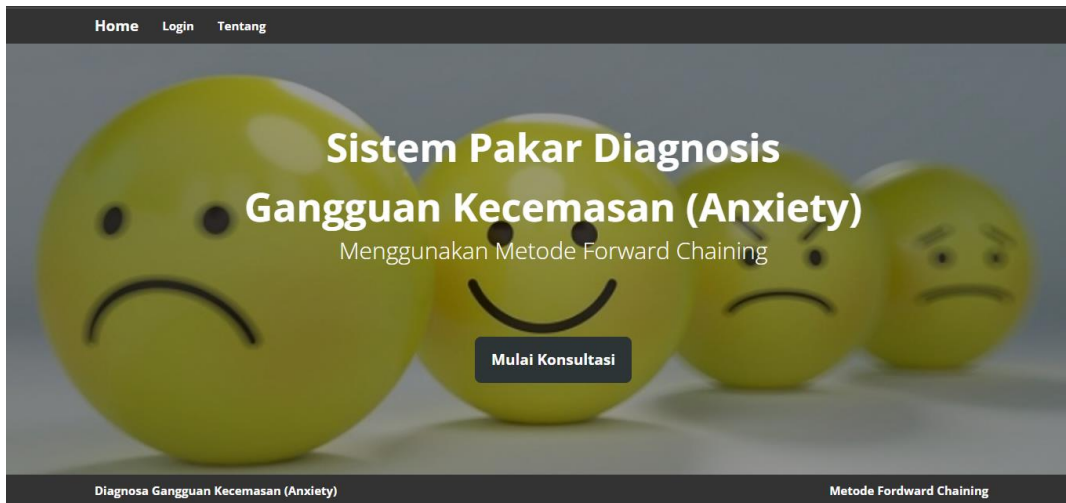 Home Login Tentang
Sistem Pakar Diagnosis
Gangguan Kecemasan (Anxiety)
Menggunakan Metode Forward Chaining
Mulai Konsultasi
Diagnosa Gangguan Kecemasan (Anxiety) Metode Fordward Chaining